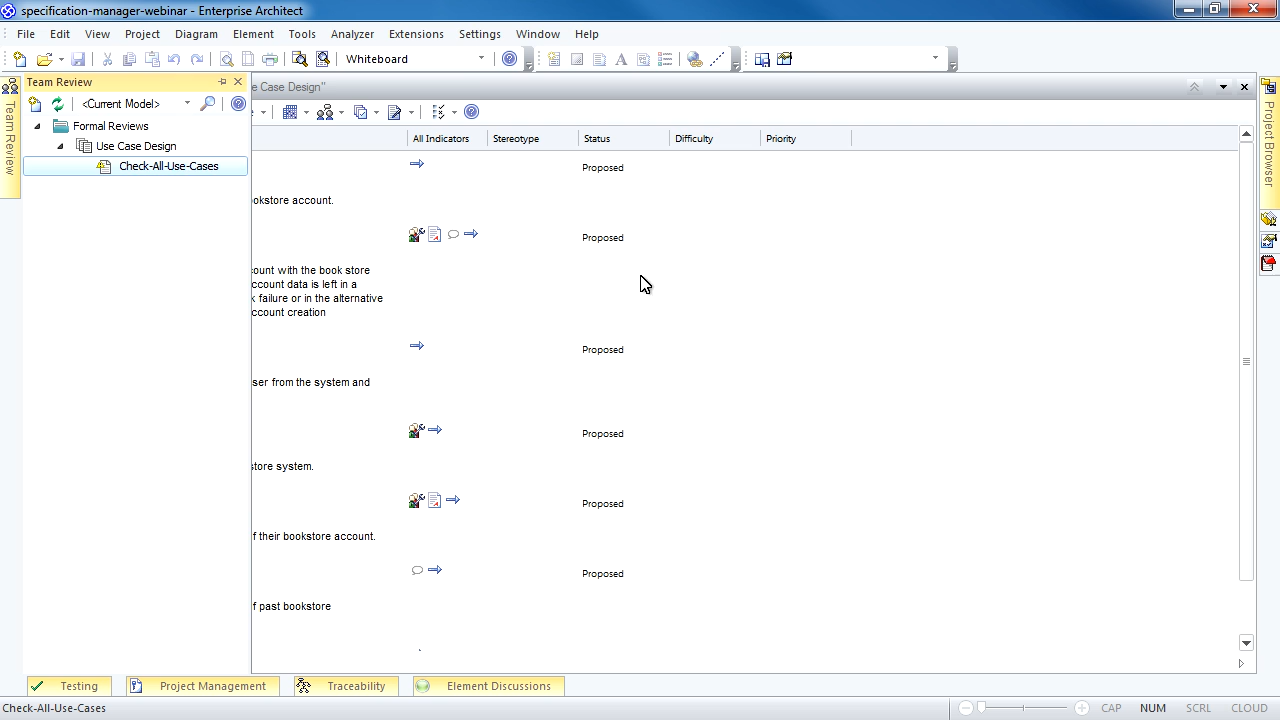 specification-manager-webinar - Enterprise Architect
File Edit View Project Diagram Element Tools Analyzer Extensions Settings Window Help
Whiteboard
Team Review
e Case Design"
<Current Model>
Formal Reviews
Use Case Design
Check-All-Use-Cases
Team Review
Project Browser
All Indicators Stereotype Status Difficulty Priority
Proposed
okstore account.
Proposed
count with the book store
ccount data is left in a
k failure or in the alternative
ccount creation
Proposed
ser from the system and
Proposed
store system.
Proposed
f their bookstore account.
Proposed
f past bookstore
Testing Project Management Traceability Element Discussions
Check-All-Use-Cases CAP NUM SCRL CLOUD